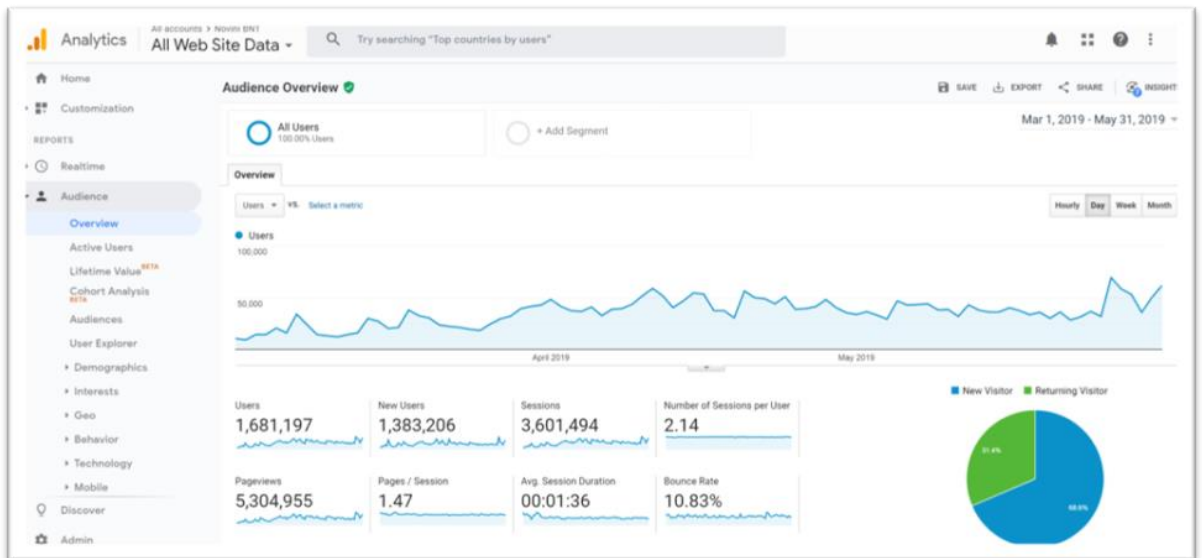 All accounts > Novini BNT
Analytics
All Web Site Data
Try searching "Top countries by users"
Home
Customization
REPORTS
Realtime
Audience
Overview
Active Users
Lifetime Value BETA
Cohort Analysis
BETA
Audiences
User Explorer
Demographics
Interests
Geo
Behavior
Technology
Mobile
Discover
Admin
Audience Overview
SAVE EXPORT SHARE INSIGHT
All Users
100.00% Users
+ Add Segment
Mar 1, 2019 - May 31, 2019
Overview
Users VS. Select a metric
Hourly Day Week Month
Users
100,000
50,000
April 2019 May 2019
New Visitor Returning Visitor
Users
1,681,197
New Users
1,383,206
Sessions
3,601,494
Number of Sessions per User
2.14
Pageviews
5,304,955
Pages / Session
1.47
Avg. Session Duration
00:01:36
Bounce Rate
10.83%
31.4%